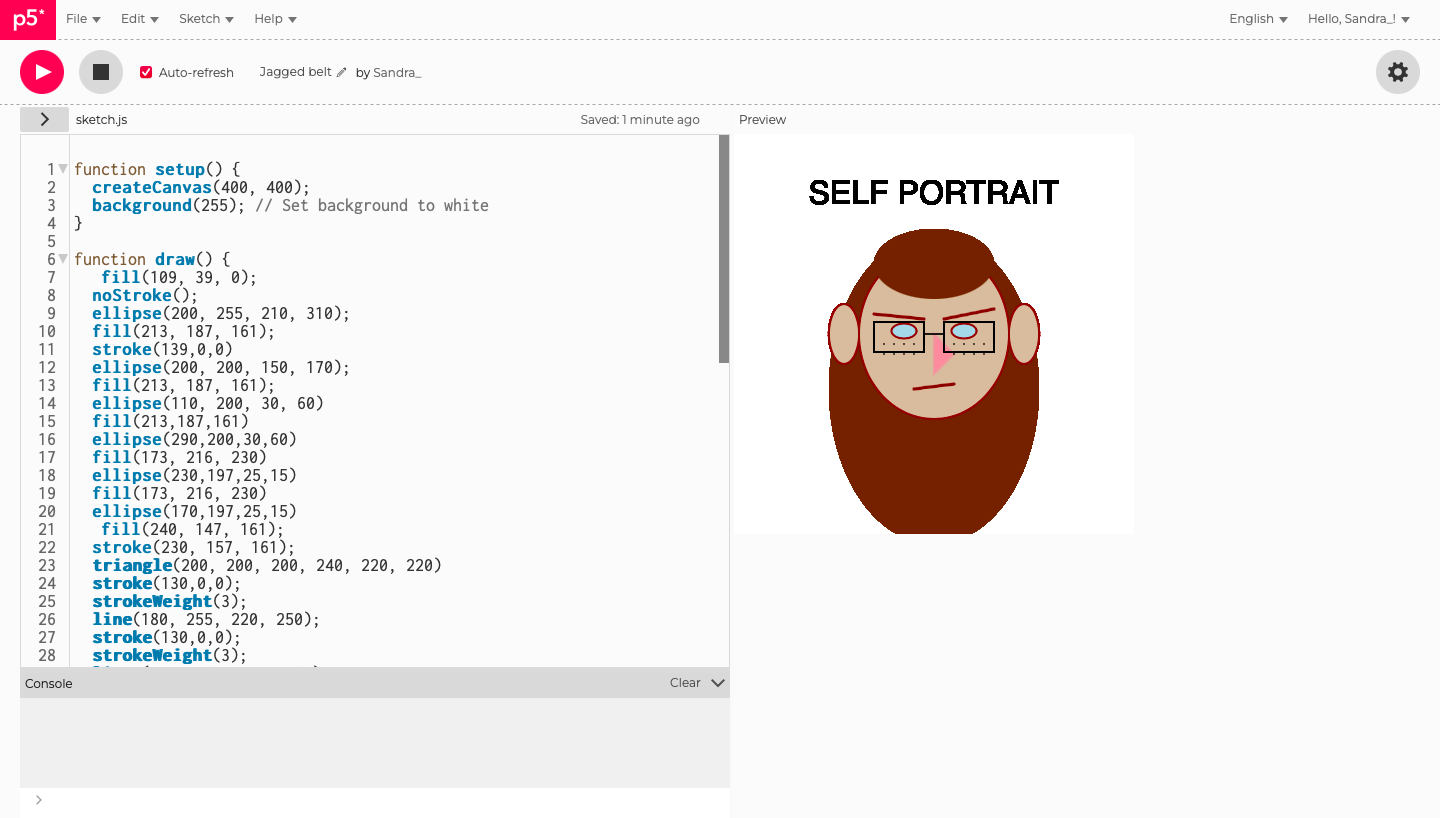 p5* File Edit Sketch Help English Hello, Sandra_!
Auto-refresh Jagged belt by Sandra_
sketch.js Saved: 1 minute ago Preview
1 function setup() {
2 createCanvas(400, 400);
3 background(255); // Set background to white
4 }
5
6 function draw() {
7 fill(109, 39, 0);
8 noStroke();
9 ellipse(200, 255, 210, 310);
10 fill(213, 187, 161);
11 stroke(139,0,0)
12 ellipse(200, 200, 150, 170);
13 fill(213, 187, 161);
14 ellipse(110, 200, 30, 60)
15 fill(213,187,161)
16 ellipse(290,200,30,60)
17 fill(173, 216, 230)
18 ellipse(230,197,25,15)
19 fill(173, 216, 230)
20 ellipse(170,197,25,15)
21 fill(240, 147, 161);
22 stroke(230, 157, 161);
23 triangle(200, 200, 200, 240, 220, 220)
24 stroke(130,0,0);
25 strokeWeight(3);
26 line(180, 255, 220, 250);
27 stroke(130,0,0);
28 strokeWeight(3);
SELF PORTRAIT
Console Clear
>